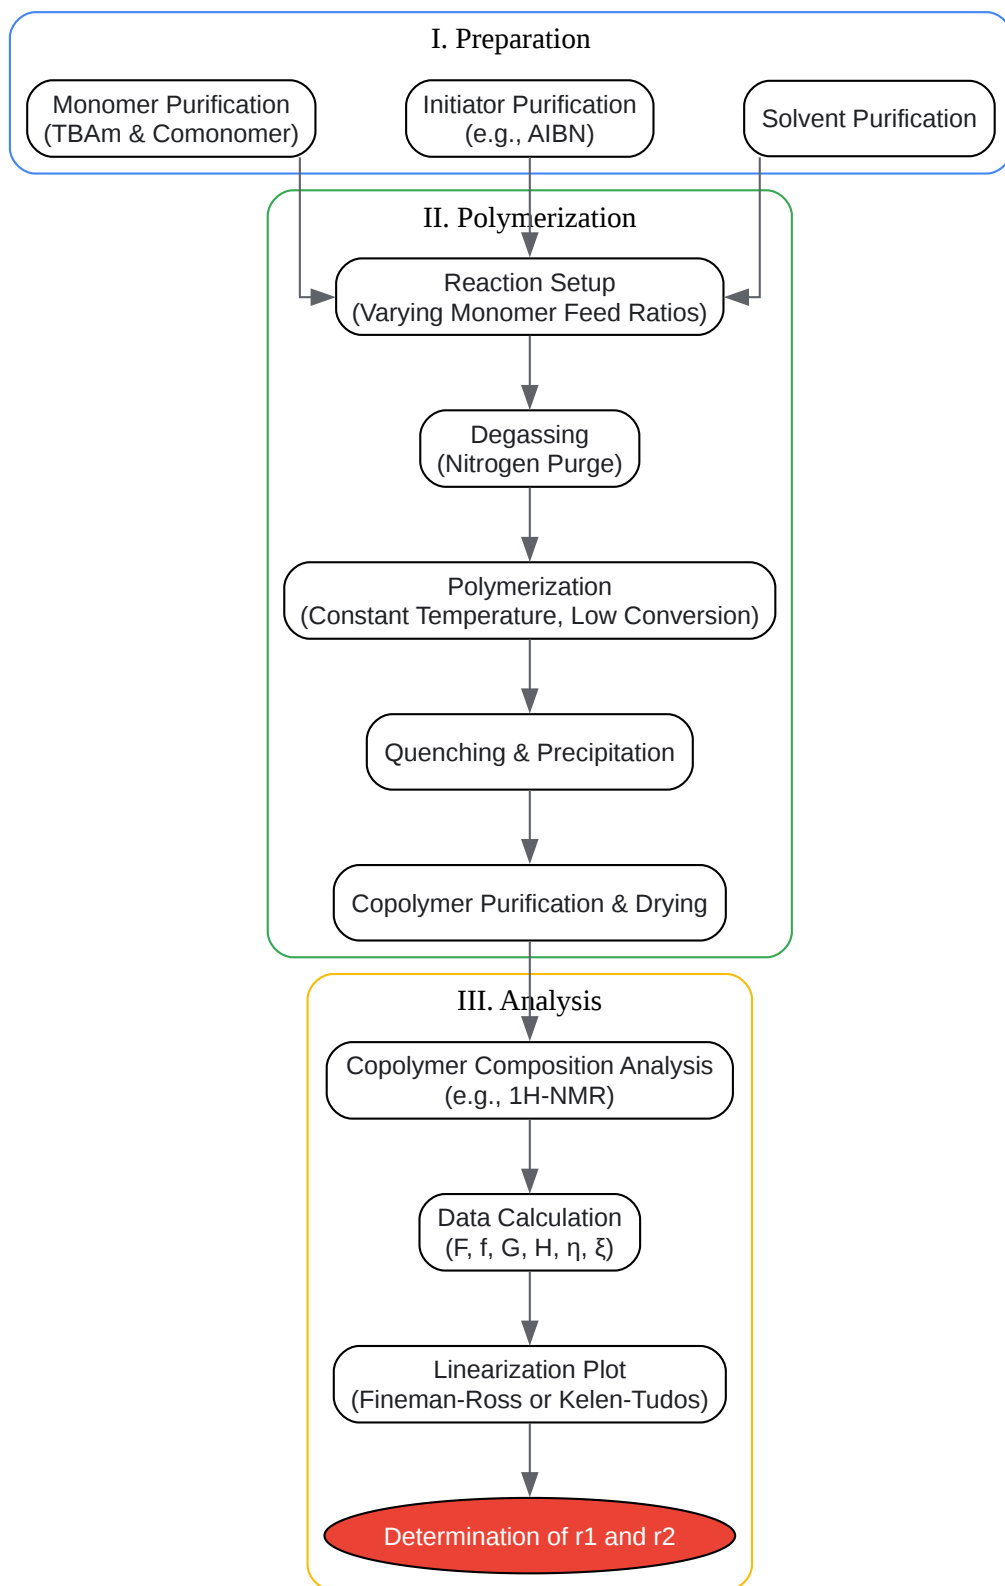 I. Preparation
Monomer Purification
(TBAm & Comonomer)
Initiator Purification
(e.g., AIBN)
Solvent Purification
II. Polymerization
Reaction Setup
(Varying Monomer Feed Ratios)
Degassing
(Nitrogen Purge)
Polymerization
(Constant Temperature, Low Conversion)
Quenching & Precipitation
Copolymer Purification & Drying
III. Analysis
Copolymer Composition Analysis
(e.g., 1H-NMR)
Data Calculation
(F, f, G, H, η, ξ)
Linearization Plot
(Fineman-Ross or Kelen-Tudos)
Determination of r1 and r2